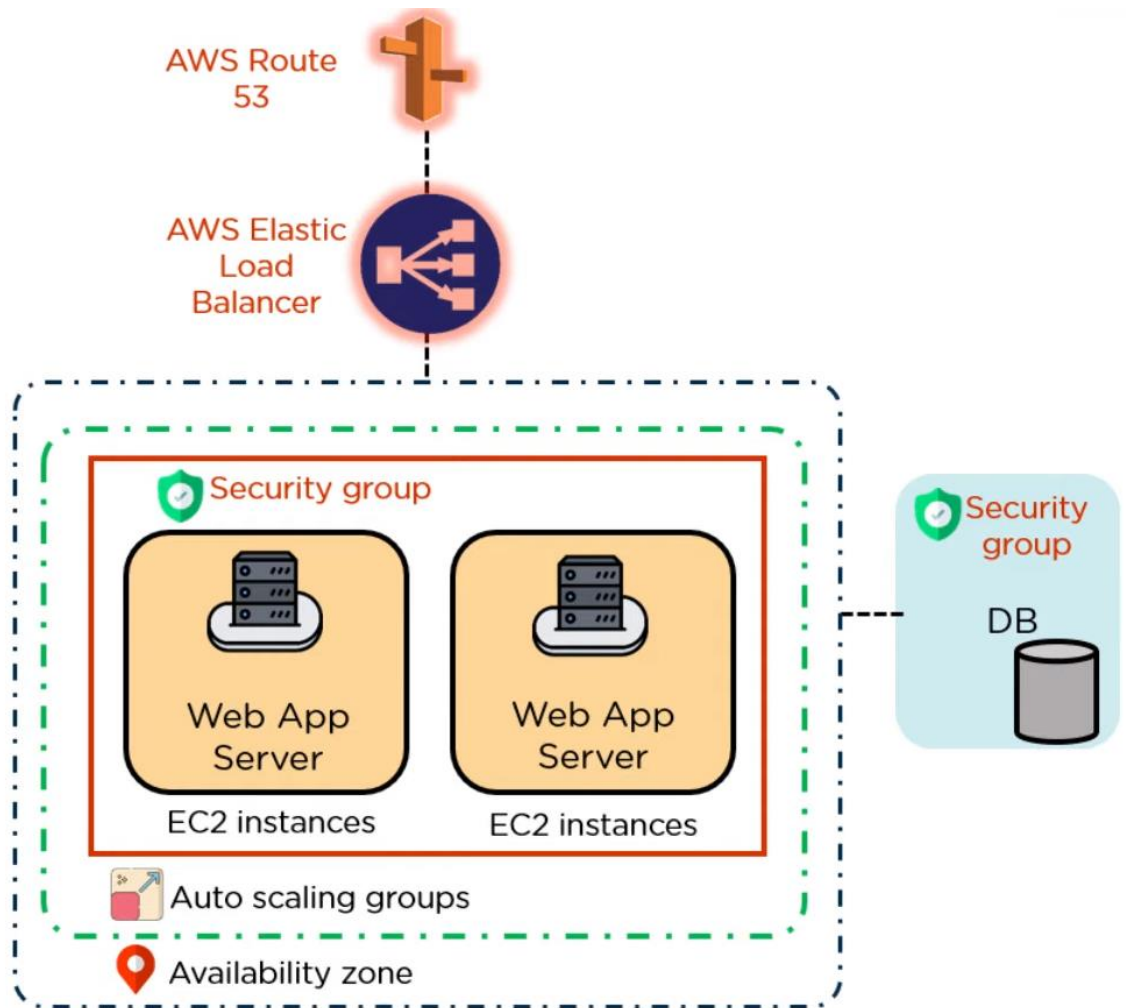 AWS Route
53
AWS Elastic
Load
Balancer
Security group
Web App
Server
EC2 instances
Web App
Server
EC2 instances
Auto scaling groups
Availability zone
Security
group
DB